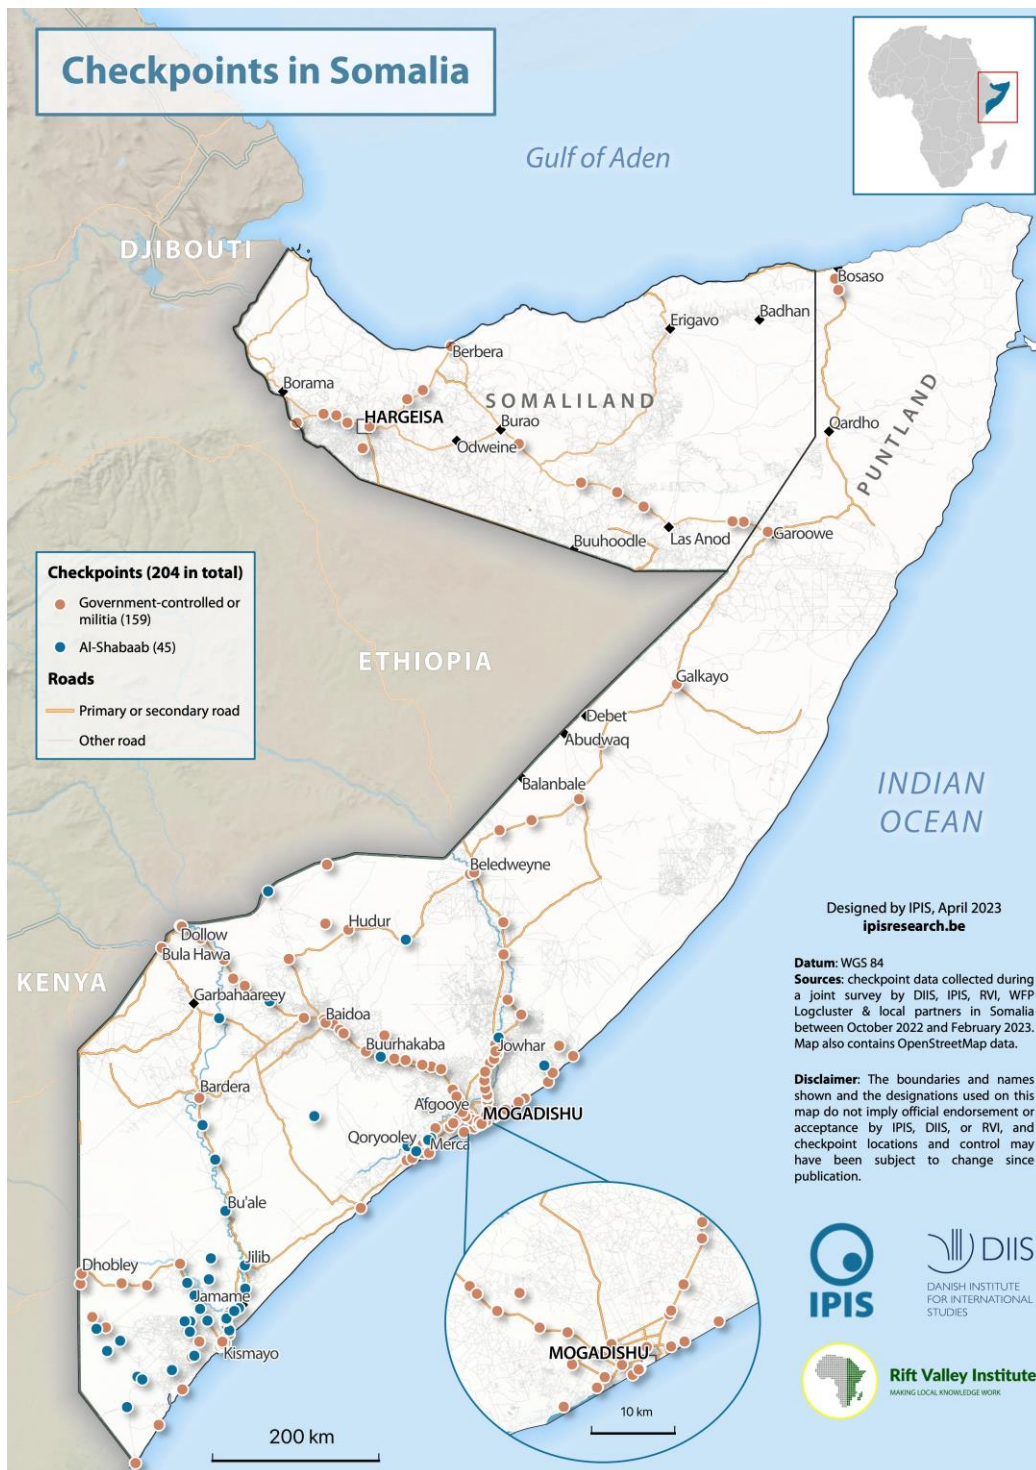 Checkpoints in Somalia
Gulf of Aden
DJIBOUTI
Bosaso
Badhan
Erigavo
Berbera
Borama
SOMALILAND
HARGEISA
Burao
Qardho
Odweine
PUNTLAND
Las Anod
Garoowe
Buuhoodle
Checkpoints (204 in total)
Government-controlled or
militia (159)
Al-Shabaab (45)
Roads
Primary or secondary road
Other road
ETHIOPIA
Galkayo
Debet
Abudwaq
Balanbale
INDIAN
OCEAN
Beledweyne
Designed by IPIS, April 2023
ipisresearch.be
Hudur
Dollow
Bula Hawa
KENYA
Garbahaareey
Baidoa
Buurhakaba
Jowhar
Datum: WGS 84
Sources: checkpoint data collected during
a joint survey by DIIS, IPIS, RVI, WFP
Logcluster & local partners in Somalia
between October 2022 and February 2023.
Map also contains OpenStreetMap data.
Bardera
Afgooye
MOGADISHU
Qoryooley
Merca
Disclaimer: The boundaries and names
shown and the designations used on this
map do not imply official endorsement or
acceptance by IPIS, DIIS, or RVI, and
checkpoint locations and control may
have been subject to change since
publication.
Bu'ale
Dhobley
Jilib
Jamame
Kismayo
MOGADISHU
10 km
200 km
IPIS
DIIS
DANISH INSTITUTE
FOR INTERNATIONAL
STUDIES
Rift Valley Institute
MAKING LOCAL KNOWLEDGE WORK